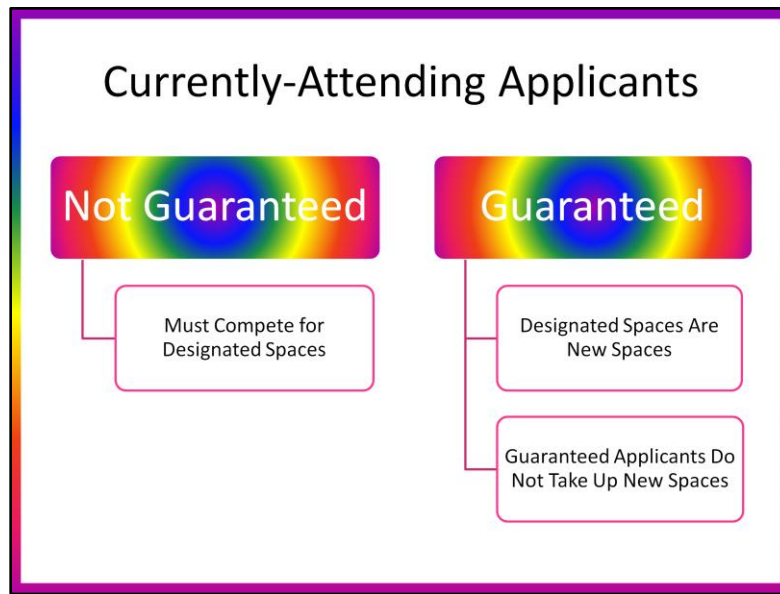 Currently-Attending Applicants
Not Guaranteed
Must Compete for
Designated Spaces
Guaranteed
Designated Spaces Are
New Spaces
Guaranteed Applicants Do
Not Take Up New Spaces